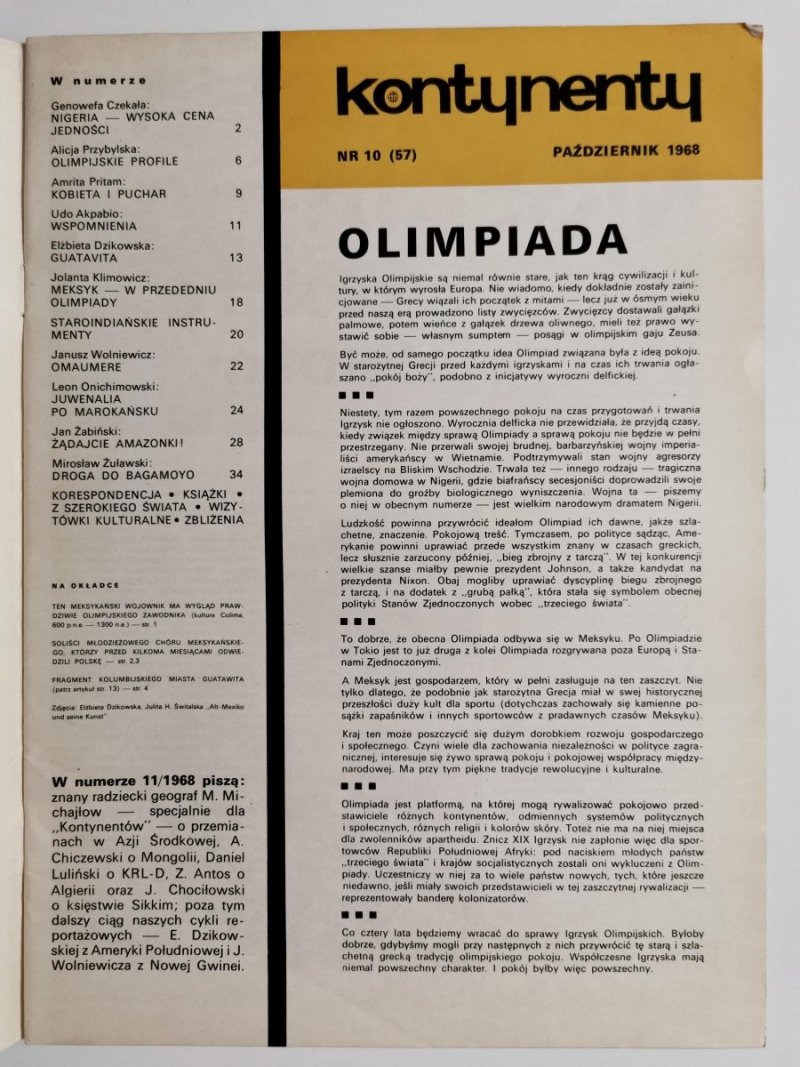 W numerze
Genowefa Czekała:
NIGERIA — WYSOKA CENA
JEDNOŚCI 2
Alicja Przybylska:
OLIMPIJSKIE PROFILE 6
Amrita Pritam:
KOBIETA I PUCHAR 9
Udo Akpabio:
WSPOMNIENIA 11
Elżbieta Dzikowska:
GUATAVITA 13
Jolanta Klimowicz:
MEKSYK — W PRZEDEDNIU
OLIMPIADY 18
STAROINDIAŃSKIE INSTRU-
MENTY 20
Janusz Wolniewicz:
OMAUMERE 22
Leon Onichimowski:
JUWENALIA
PO MAROKAŃSKU 24
Jan Żabiński:
ŻĄDAJCIE AMAZONKI! 28
Mirosław Żuławski:
DROGA DO BAGAMOYO 34
KORESPONDENCJA • KSIĄŻKI •
Z SZEROKIEGO ŚWIATA • WIZY-
TÓWKI KULTURALNE • ZBLIŻENIA
NA OKŁADCE
TEN MEKSYKAŃSKI WOJOWNIK MA WYGLĄD PRAW-
DZIWIE OLIMPIJSKIEGO ZAWODNIKA (kultura Colima,
600 p.n.e. — 1300 n.e.) — str. 1
SOLIŚCI MŁODZIEŻOWEGO CHÓRU MEKSYKAŃSKIE-
GO, KTÓRZY PRZED KILKOMA MIESIĄCAMI ODWIE-
DZILI POLSKĘ — str. 2,3
FRAGMENT KOLUMBIJSKIEGO MIASTA GUATAWITA
(patrz artykuł str. 13) — str. 4
Zdjęcia: Elżbieta Dzikowska, Julita H. Świtalska „Alt-Mexiko
und seine Kunst"
W numerze 11/1968 piszą:
znany radziecki geograf M. Mi-
chajłow — specjalnie dla
„Kontynentów" — o przemia-
nach w Azji Środkowej, A.
Chiczewski o Mongolii, Daniel
Luliński o KRL-D, Z. Antos o
Algierii oraz J. Chociłowski
o księstwie Sikkim; poza tym
dalszy ciąg naszych cykli re-
portażowych — E. Dzikow-
skiej z Ameryki Południowej i J.
Wolniewicza z Nowej Gwinei.
kontynenty
NR 10 (57) PAŹDZIERNIK 1968
OLIMPIADA
Igrzyska Olimpijskie są niemal równie stare, jak ten krąg cywilizacji i kul-
tury, w którym wyrosła Europa. Nie wiadomo, kiedy dokładnie zostały zaini-
cjowane — Grecy wiązali ich początek z mitami — lecz już w ósmym wieku
przed naszą erą prowadzono listy zwycięzców. Zwycięzcy dostawali gałązki
palmowe, potem wieńce z gałązek drzewa oliwnego, mieli też prawo wy-
stawić sobie — własnym sumptem — posągi w olimpijskim gaju Zeusa.
Być może, od samego początku idea Olimpiad związana była z ideą pokoju.
W starożytnej Grecji przed każdymi igrzyskami i na czas ich trwania ogła-
szano „pokój boży", podobno z inicjatywy wyroczni delfickiej.
■ ■ ■
Niestety, tym razem powszechnego pokoju na czas przygotowań i trwania
Igrzysk nie ogłoszono. Wyrocznia delficka nie przewidziała, że przyjdą czasy,
kiedy związek między sprawą Olimpiady a sprawą pokoju nie będzie w pełni
przestrzegany. Nie przerwali swojej brudnej, barbarzyńskiej wojny imperia-
liści amerykańscy w Wietnamie. Podtrzymywali stan wojny agresorzy
izraelscy na Bliskim Wschodzie. Trwała też — innego rodzaju — tragiczna
wojna domowa w Nigerii, gdzie biafrańscy secesjoniści doprowadzili swoje
plemiona do groźby biologicznego wyniszczenia. Wojna ta — piszemy
o niej w obecnym numerze — jest wielkim narodowym dramatem Nigerii.
Ludzkość powinna przywrócić ideałom Olimpiad ich dawne, jakże szla-
chetne, znaczenie. Pokojową treść. Tymczasem, po polityce sądząc, Ame-
rykanie powinni uprawiać przede wszystkim znany w czasach greckich,
lecz słusznie zarzucony później, „bieg zbrojny z tarczą". W tej konkurencji
wielkie szanse miałby pewnie prezydent Johnson, a także kandydat na
prezydenta Nixon. Obaj mogliby uprawiać dyscyplinę biegu zbrojnego
z tarczą, i na dodatek z „grubą pałką", która stała się symbolem obecnej
polityki Stanów Zjednoczonych wobec „trzeciego świata".
■ ■ ■
To dobrze, że obecna Olimpiada odbywa się w Meksyku. Po Olimpiadzie
w Tokio jest to już druga z kolei Olimpiada rozgrywana poza Europą i Sta-
nami Zjednoczonymi.
A Meksyk jest gospodarzem, który w pełni zasługuje na ten zaszczyt. Nie
tylko dlatego, że podobnie jak starożytna Grecja miał w swej historycznej
przeszłości duży kult dla sportu (dotychczas zachowały się kamienne po-
sążki zapaśników i innych sportowców z pradawnych czasów Meksyku).
Kraj ten może poszczycić się dużym dorobkiem rozwoju gospodarczego
i społecznego. Czyni wiele dla zachowania niezależności w polityce zagra-
nicznej, interesuje się żywo sprawą pokoju i pokojowej współpracy między-
narodowej. Ma przy tym piękne tradycje rewolucyjne i kulturalne.
■ ■ ■
Olimpiada jest platformą, na której mogą rywalizować pokojowo przed-
stawiciele różnych kontynentów, odmiennych systemów politycznych
i społecznych, różnych religii i kolorów skóry. Toteż nie ma na niej miejsca
dla zwolenników apartheidu. Znicz XIX Igrzysk nie zapłonie więc dla spor-
towców Republiki Południowej Afryki: pod naciskiem młodych państw
„trzeciego świata" i krajów socjalistycznych zostali oni wykluczeni z Olim-
piady. Uczestniczy w niej za to wiele państw nowych, tych, które jeszcze
niedawno, jeśli miały swoich przedstawicieli w tej zaszczytnej rywalizacji —
reprezentowały banderę kolonizatorów.
■ ■ ■
Co cztery lata będziemy wracać do sprawy Igrzysk Olimpijskich. Byłoby
dobrze, gdybyśmy mogli przy następnych z nich przywrócić tę starą i szla-
chetną grecką tradycję olimpijskiego pokoju. Współczesne Igrzyska mają
niemal powszechny charakter. I pokój byłby więc powszechny.